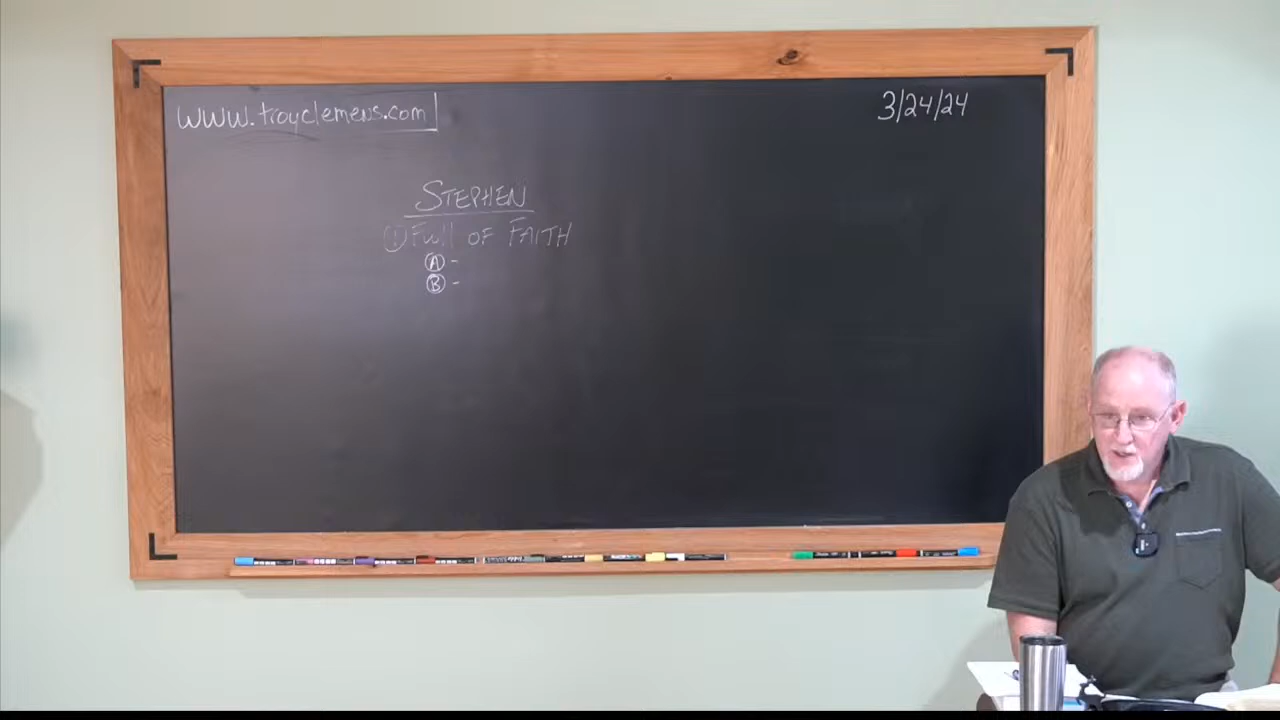 www.troyclemens.com
3/24/24
STEPHEN
① Full OF FAITH
Ⓐ -
Ⓑ -